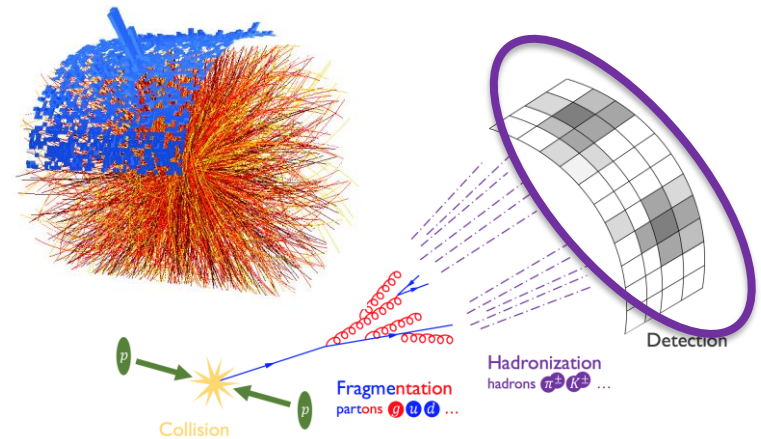 Detection
p
Hadronization
hadrons π± K± ...
Fragmentation
partons g u d ...
p
Collision